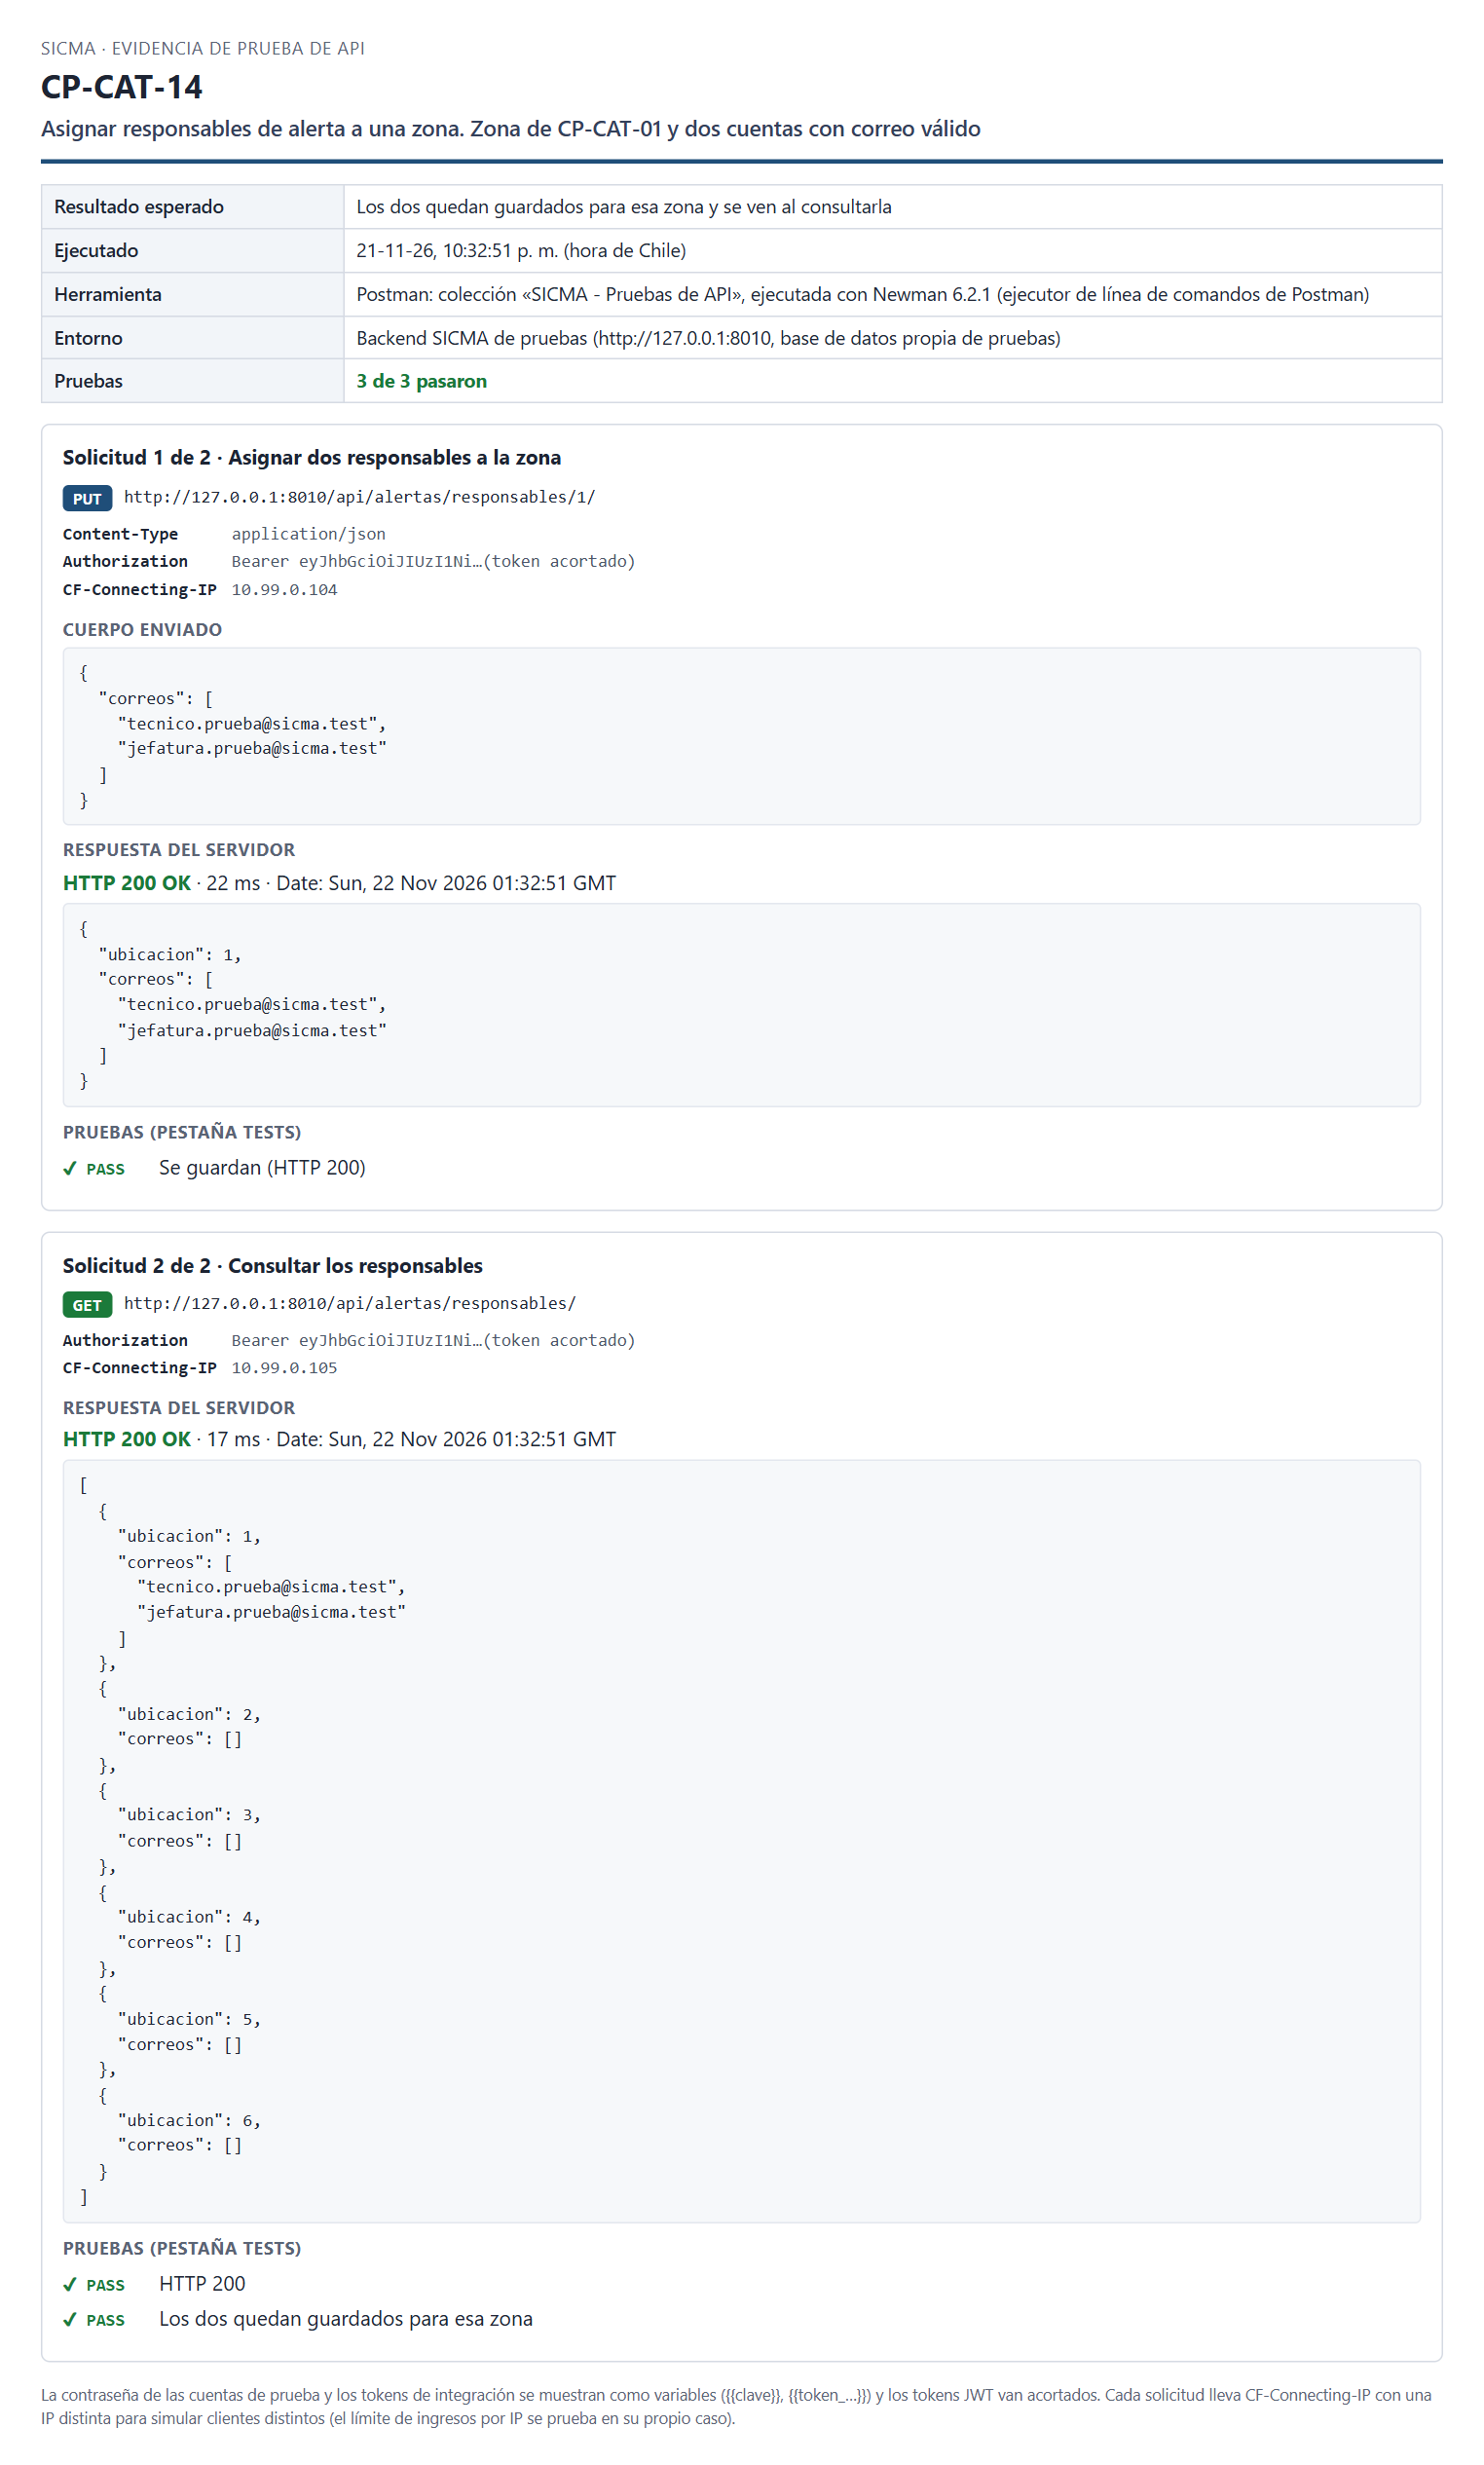 SICMA · EVIDENCIA DE PRUEBA DE API
CP-CAT-14
Asignar responsables de alerta a una zona. Zona de CP-CAT-01 y dos cuentas con correo válido
Resultado esperado Los dos quedan guardados para esa zona y se ven al consultarla
Ejecutado 21-11-26, 10:32:51 p. m. (hora de Chile)
Herramienta Postman: colección «SICMA - Pruebas de API», ejecutada con Newman 6.2.1 (ejecutor de línea de comandos de Postman)
Entorno Backend SICMA de pruebas (http://127.0.0.1:8010, base de datos propia de pruebas)
Pruebas 3 de 3 pasaron
Solicitud 1 de 2 · Asignar dos responsables a la zona
PUT http://127.0.0.1:8010/api/alertas/responsables/1/
Content-Type application/json
Authorization Bearer eyJhbGciOiJIUzI1Ni…(token acortado)
CF-Connecting-IP 10.99.0.104
CUERPO ENVIADO
{
  "correos": [
    "tecnico.prueba@sicma.test",
    "jefatura.prueba@sicma.test"
  ]
}
RESPUESTA DEL SERVIDOR
HTTP 200 OK · 22 ms · Date: Sun, 22 Nov 2026 01:32:51 GMT
{
  "ubicacion": 1,
  "correos": [
    "tecnico.prueba@sicma.test",
    "jefatura.prueba@sicma.test"
  ]
}
PRUEBAS (PESTAÑA TESTS)
✔ PASS Se guardan (HTTP 200)
Solicitud 2 de 2 · Consultar los responsables
GET http://127.0.0.1:8010/api/alertas/responsables/
Authorization Bearer eyJhbGciOiJIUzI1Ni…(token acortado)
CF-Connecting-IP 10.99.0.105
RESPUESTA DEL SERVIDOR
HTTP 200 OK · 17 ms · Date: Sun, 22 Nov 2026 01:32:51 GMT
[
  {
    "ubicacion": 1,
    "correos": [
      "tecnico.prueba@sicma.test",
      "jefatura.prueba@sicma.test"
    ]
  },
  {
    "ubicacion": 2,
    "correos": []
  },
  {
    "ubicacion": 3,
    "correos": []
  },
  {
    "ubicacion": 4,
    "correos": []
  },
  {
    "ubicacion": 5,
    "correos": []
  },
  {
    "ubicacion": 6,
    "correos": []
  }
]
PRUEBAS (PESTAÑA TESTS)
✔ PASS HTTP 200
✔ PASS Los dos quedan guardados para esa zona
La contraseña de las cuentas de prueba y los tokens de integración se muestran como variables ({{clave}}, {{token_...}}) y los tokens JWT van acortados. Cada solicitud lleva CF-Connecting-IP con una
IP distinta para simular clientes distintos (el límite de ingresos por IP se prueba en su propio caso).